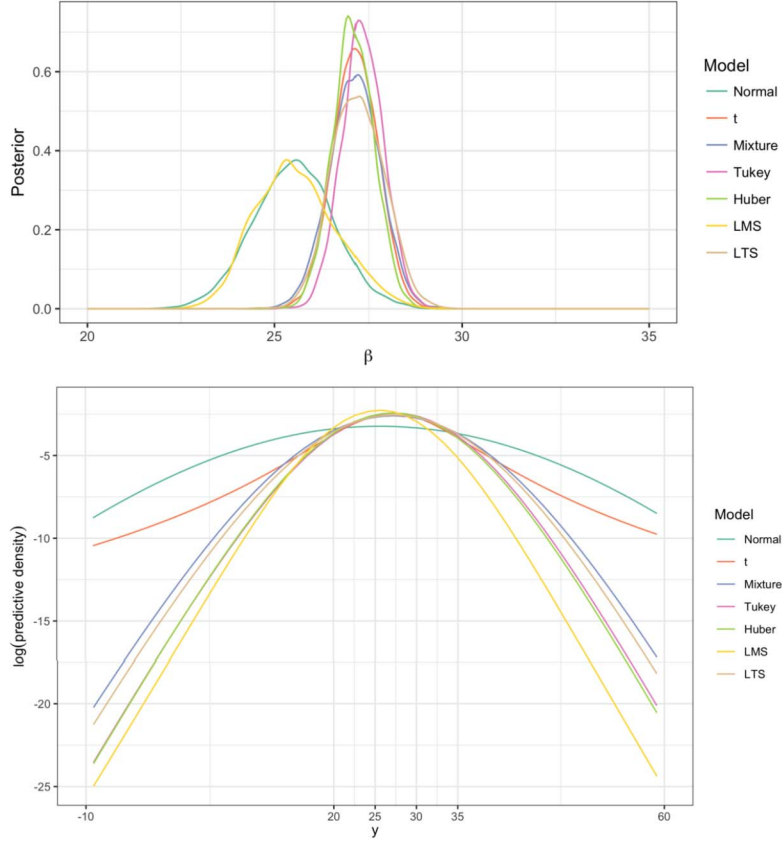 Posterior
0.6
0.4
0.2
0.0
20 25 30 35
β
Model
Normal
t
Mixture
Tukey
Huber
LMS
LTS
log(predictive density)
-5
-10
-15
-20
-25
-10 20 25 30 35 60
y
Model
Normal
t
Mixture
Tukey
Huber
LMS
LTS